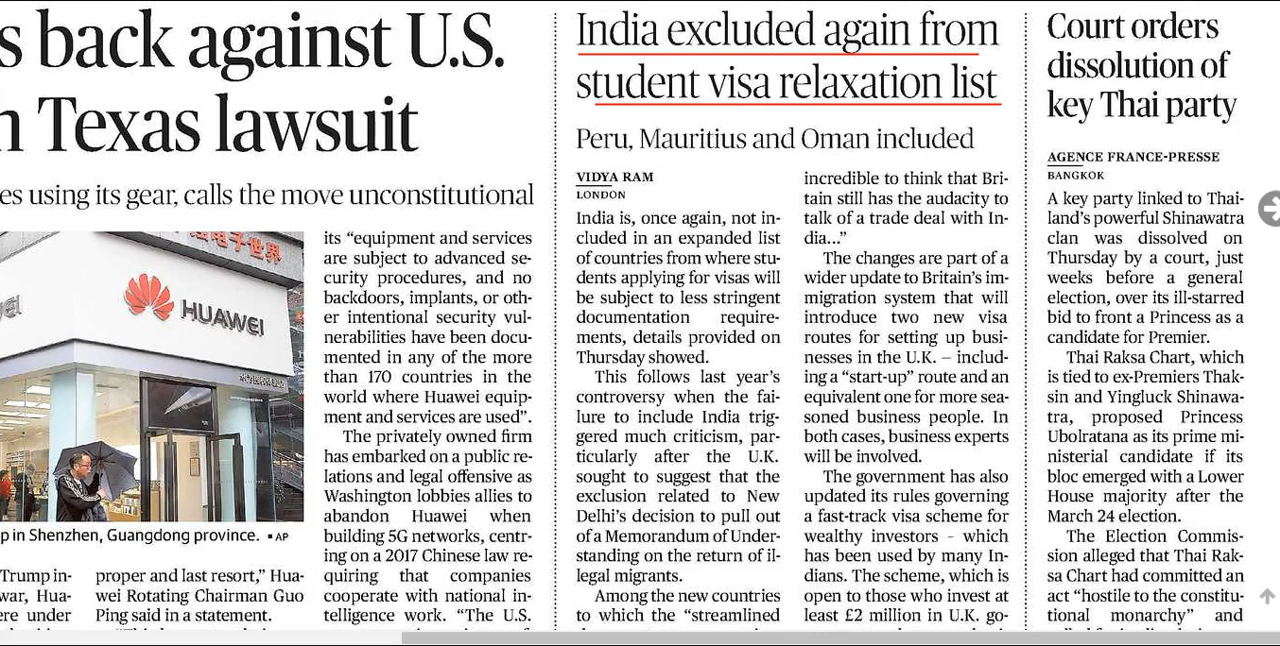 s back against U.S.
Texas lawsuit
es using its gear, calls the move unconstitutional
HUAWEI
p in Shenzhen, Guangdong province. ▪ AP
Trump in-
war, Hua-
ere under
proper and last resort,” Hua-
wei Rotating Chairman Guo
Ping said in a statement.
its “equipment and services
are subject to advanced se-
curity procedures, and no
backdoors, implants, or oth-
er intentional security vul-
nerabilities have been docu-
mented in any of the more
than 170 countries in the
world where Huawei equip-
ment and services are used”.
The privately owned firm
has embarked on a public re-
lations and legal offensive as
Washington lobbies allies to
abandon Huawei when
building 5G networks, centr-
ing on a 2017 Chinese law re-
quiring that companies
cooperate with national in-
telligence work. “The U.S.
India excluded again from
student visa relaxation list
Peru, Mauritius and Oman included
VIDYA RAM
LONDON
India is, once again, not in-
cluded in an expanded list
of countries from where stu-
dents applying for visas will
be subject to less stringent
documentation require-
ments, details provided on
Thursday showed.
This follows last year’s
controversy when the fai-
lure to include India trig-
gered much criticism, par-
ticularly after the U.K.
sought to suggest that the
exclusion related to New
Delhi’s decision to pull out
of a Memorandum of Under-
standing on the return of il-
legal migrants.
Among the new countries
to which the “streamlined
incredible to think that Bri-
tain still has the audacity to
talk of a trade deal with In-
dia...”
The changes are part of a
wider update to Britain’s im-
migration system that will
introduce two new visa
routes for setting up busi-
nesses in the U.K. – includ-
ing a “start-up” route and an
equivalent one for more sea-
soned business people. In
both cases, business experts
will be involved.
The government has also
updated its rules governing
a fast-track visa scheme for
wealthy investors - which
has been used by many In-
dians. The scheme, which is
open to those who invest at
least £2 million in U.K. go-
Court orders
dissolution of
key Thai party
AGENCE FRANCE-PRESSE
BANGKOK
A key party linked to Thai-
land’s powerful Shinawatra
clan was dissolved on
Thursday by a court, just
weeks before a general
election, over its ill-starred
bid to front a Princess as a
candidate for Premier.
Thai Raksa Chart, which
is tied to ex-Premiers Thak-
sin and Yingluck Shinawa-
tra, proposed Princess
Ubolratana as its prime mi-
nisterial candidate if its
bloc emerged with a Lower
House majority after the
March 24 election.
The Election Commis-
sion alleged that Thai Rak-
sa Chart had committed an
act “hostile to the constitu-
tional monarchy” and